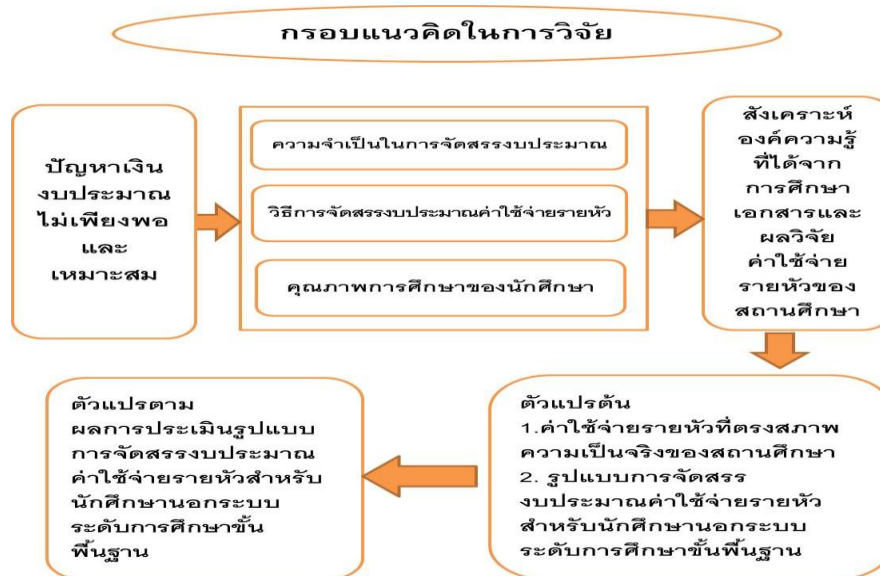 กรอบแนวคิดในการวิจัย
ปัญหาเงิน
งบประมาณ
ไม่เพียงพอ
และ
เหมาะสม
ความจำเป็นในการจัดสรรงบประมาณ
วิธีการจัดสรรงบประมาณค่าใช้จ่ายรายหัว
คุณภาพการศึกษาของนักศึกษา
สังเคราะห์
องค์ความรู้
ที่ได้จาก
การศึกษา
เอกสารและ
ผลวิจัย
ค่าใช้จ่าย
รายหัวของ
สถานศึกษา
ตัวแปรต้น
1.ค่าใช้จ่ายรายหัวที่ตรงสภาพ
ความเป็นจริงของสถานศึกษา
2. รูปแบบการจัดสรร
งบประมาณค่าใช้จ่ายรายหัว
สำหรับนักศึกษานอกระบบ
ระดับการศึกษาขั้นพื้นฐาน
ตัวแปรตาม
ผลการประเมินรูปแบบ
การจัดสรรงบประมาณ
ค่าใช้จ่ายรายหัวสำหรับ
นักศึกษานอกระบบ
ระดับการศึกษาขั้น
พื้นฐาน